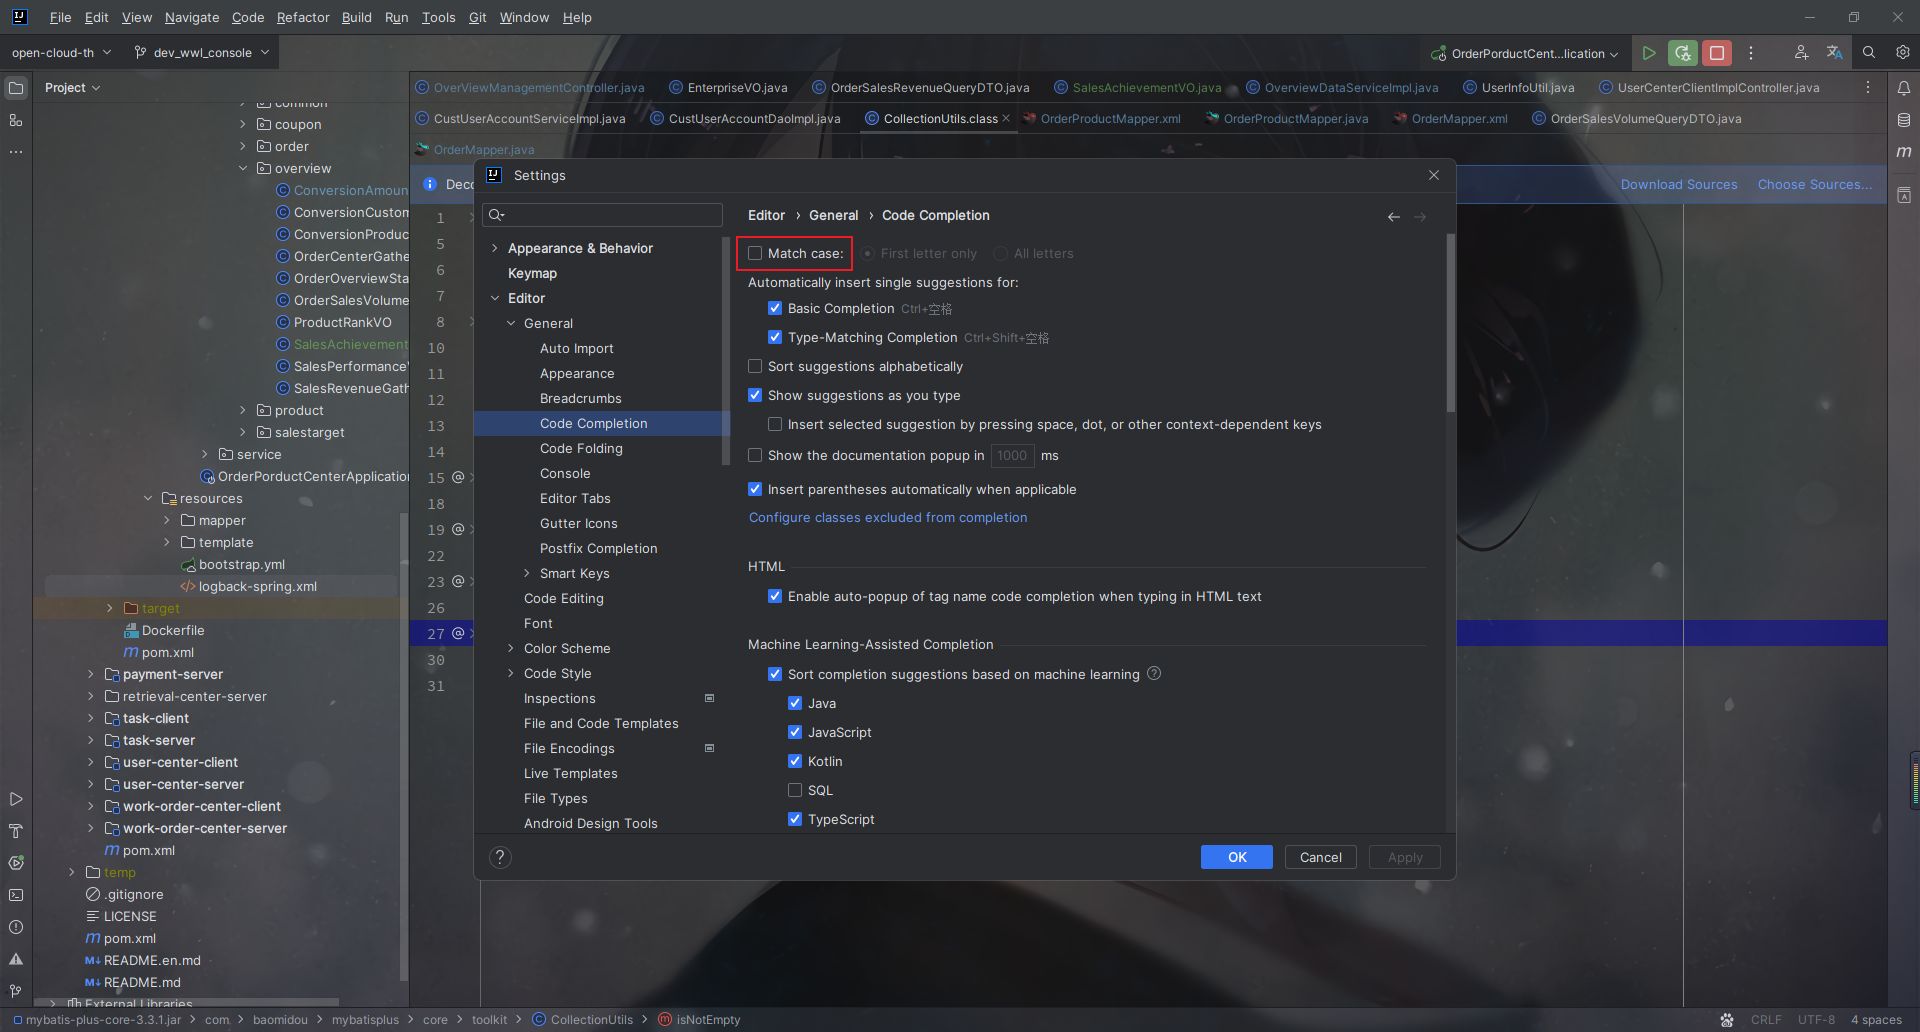 File Edit View Navigate Code Refactor Build Run Tools Git Window Help
open-cloud-th dev_wwl_console OrderPorductCent...lication
Project
OverViewManagementController.java EnterpriseVO.java OrderSalesRevenueQueryDTO.java SalesAchievementVO.java OverviewDataServiceImpl.java UserInfoUtil.java UserCenterClientImplController.java
CustUserAccountServiceImpl.java CustUserAccountDaoImpl.java CollectionUtils.class OrderProductMapper.xml OrderProductMapper.java OrderMapper.xml OrderSalesVolumeQueryDTO.java
OrderMapper.java
Deco
Download Sources Choose Sources...
common
coupon
order
overview
ConversionAmoun
ConversionCustom
ConversionProduc
OrderCenterGathe
OrderOverviewSta
OrderSalesVolume
ProductRankVO
SalesAchievement
SalesPerformance
SalesRevenueGath
product
salestarget
service
OrderPorductCenterApplication
resources
mapper
template
bootstrap.yml
logback-spring.xml
target
Dockerfile
pom.xml
payment-server
retrieval-center-server
task-client
task-server
user-center-client
user-center-server
work-order-center-client
work-order-center-server
pom.xml
temp
.gitignore
LICENSE
pom.xml
README.en.md
README.md
External Libraries
1
5
6
7
8
10
11
12
13
14
15 @
18
19 @
22
23 @
26
27 @
30
31
Settings
Appearance & Behavior
Keymap
Editor
General
Auto Import
Appearance
Breadcrumbs
Code Completion
Code Folding
Console
Editor Tabs
Gutter Icons
Postfix Completion
Smart Keys
Code Editing
Font
Color Scheme
Code Style
Inspections
File and Code Templates
File Encodings
Live Templates
File Types
Android Design Tools
Editor › General › Code Completion
Match case: First letter only All letters
Automatically insert single suggestions for:
Basic Completion Ctrl+空格
Type-Matching Completion Ctrl+Shift+空格
Sort suggestions alphabetically
Show suggestions as you type
Insert selected suggestion by pressing space, dot, or other context-dependent keys
Show the documentation popup in 1000 ms
Insert parentheses automatically when applicable
Configure classes excluded from completion
HTML
Enable auto-popup of tag name code completion when typing in HTML text
Machine Learning-Assisted Completion
Sort completion suggestions based on machine learning
Java
JavaScript
Kotlin
SQL
TypeScript
OK Cancel Apply
mybatis-plus-core-3.3.1.jar com baomidou mybatisplus core toolkit CollectionUtils isNotEmpty
CRLF UTF-8 4 spaces